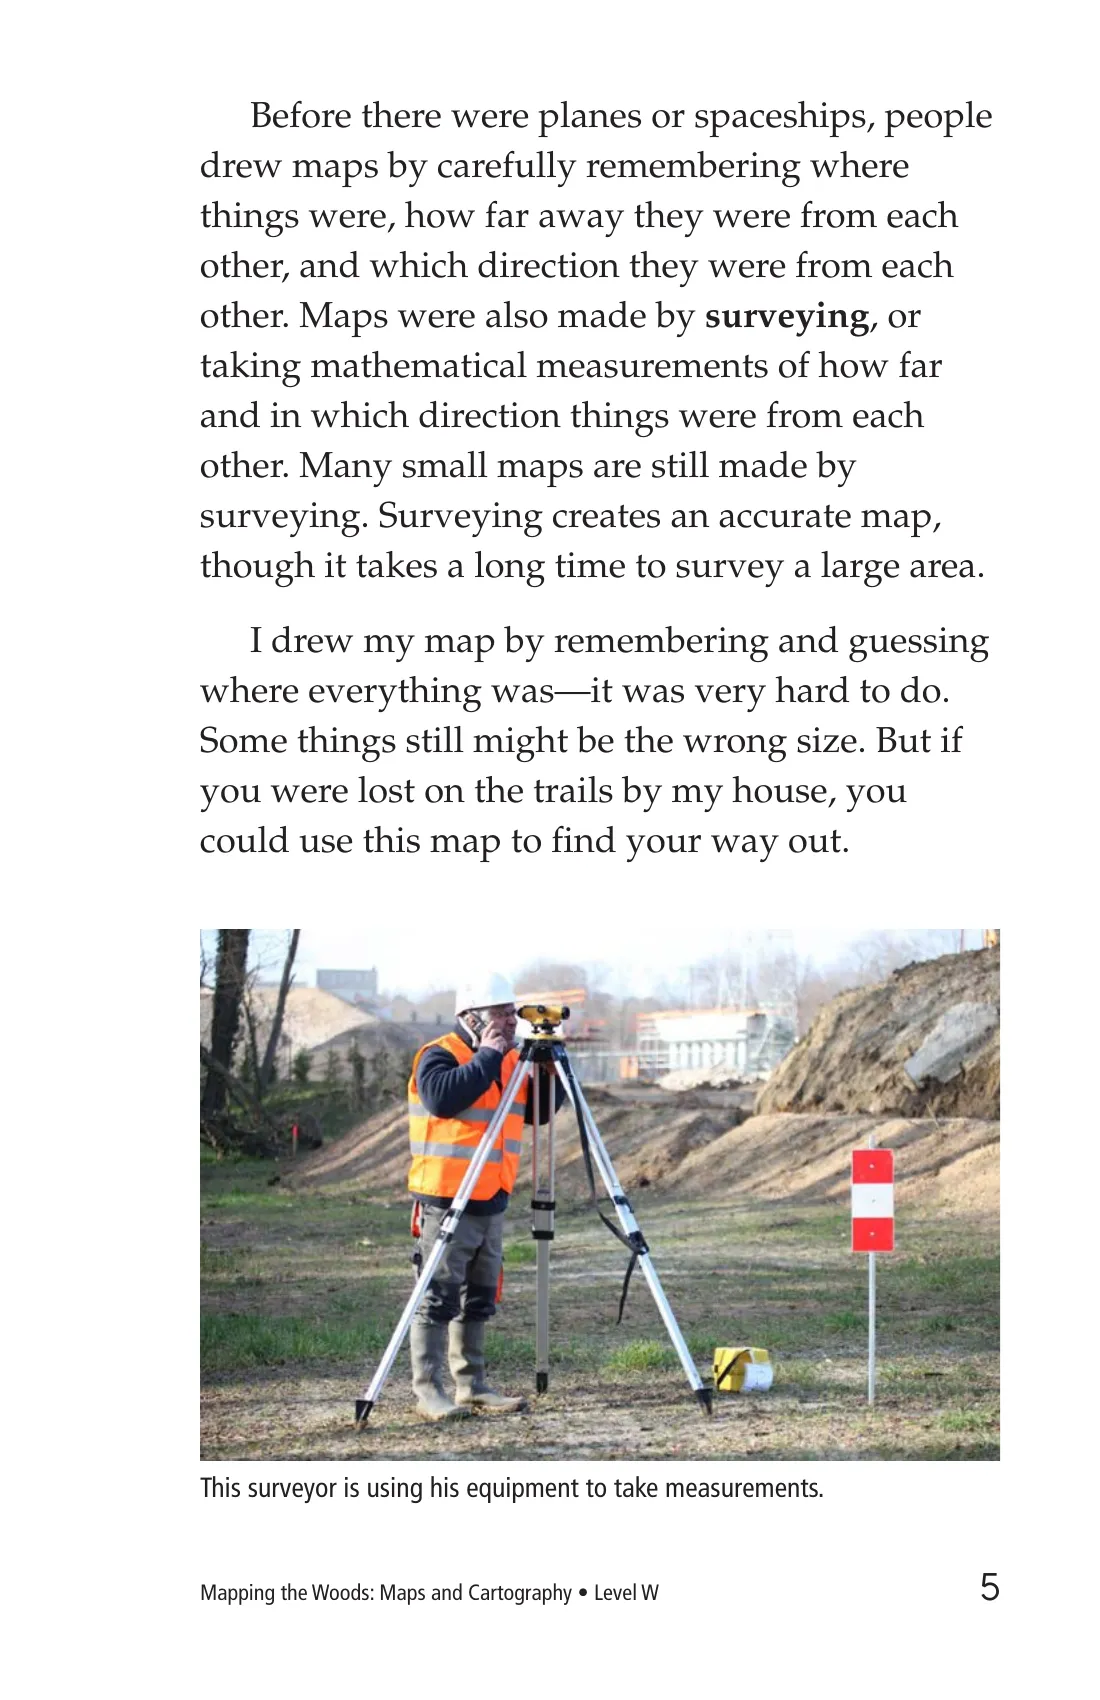 Before there were planes or spaceships, people
drew maps by carefully remembering where
things were, how far away they were from each
other, and which direction they were from each
other. Maps were also made by surveying, or
taking mathematical measurements of how far
and in which direction things were from each
other. Many small maps are still made by
surveying. Surveying creates an accurate map,
though it takes a long time to survey a large area.
I drew my map by remembering and guessing
where everything was—it was very hard to do.
Some things still might be the wrong size. But if
you were lost on the trails by my house, you
could use this map to find your way out.
This surveyor is using his equipment to take measurements.
Mapping the Woods: Maps and Cartography • Level W
5